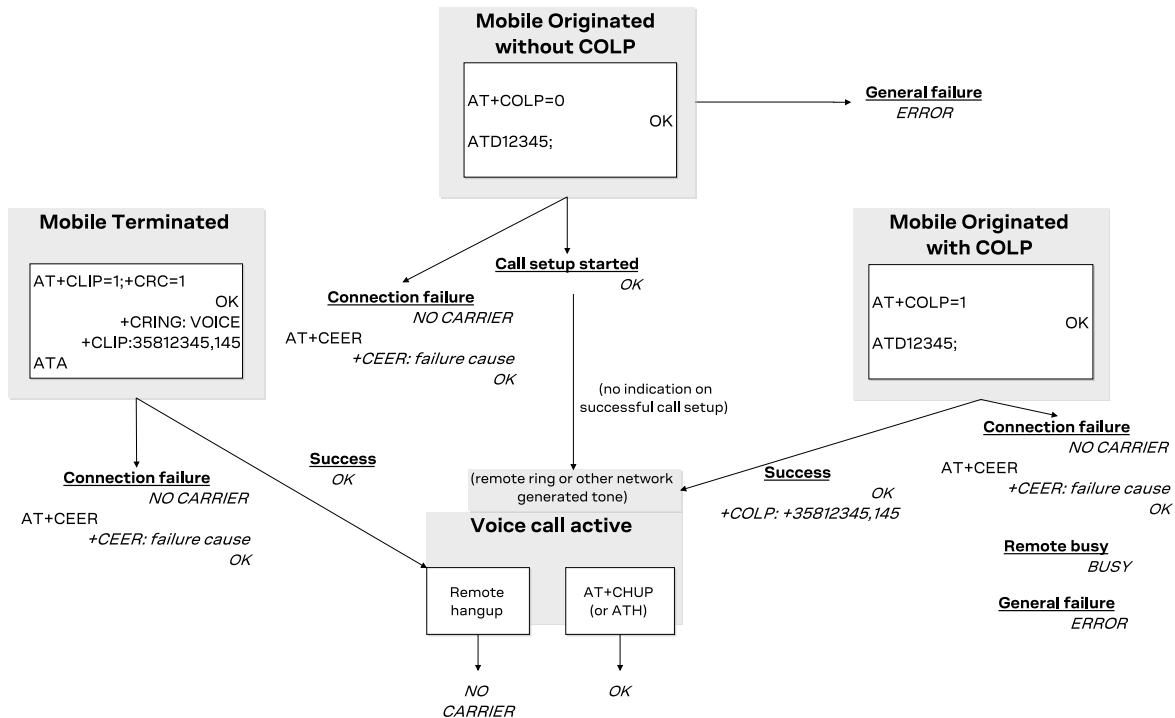 Mobile Originated
without COLP
AT+COLP=0
OK
ATD12345;
General failure
ERROR
Mobile Terminated
AT+CLIP=1;+CRC=1
OK
+CRING: VOICE
+CLIP:35812345,145
ATA
Mobile Originated
with COLP
AT+COLP=1
OK
ATD12345;
Call setup started
OK
Connection failure
NO CARRIER
AT+CEER
+CEER: failure cause
OK
(no indication on
successful call setup)
Connection failure
NO CARRIER
AT+CEER
+CEER: failure cause
OK
Success
OK
(remote ring or other network
generated tone)
Success
OK
+COLP: +35812345,145
Connection failure
NO CARRIER
AT+CEER
+CEER: failure cause
OK
Remote busy
BUSY
General failure
ERROR
Voice call active
Remote
hangup
AT+CHUP
(or ATH)
NO
CARRIER
OK